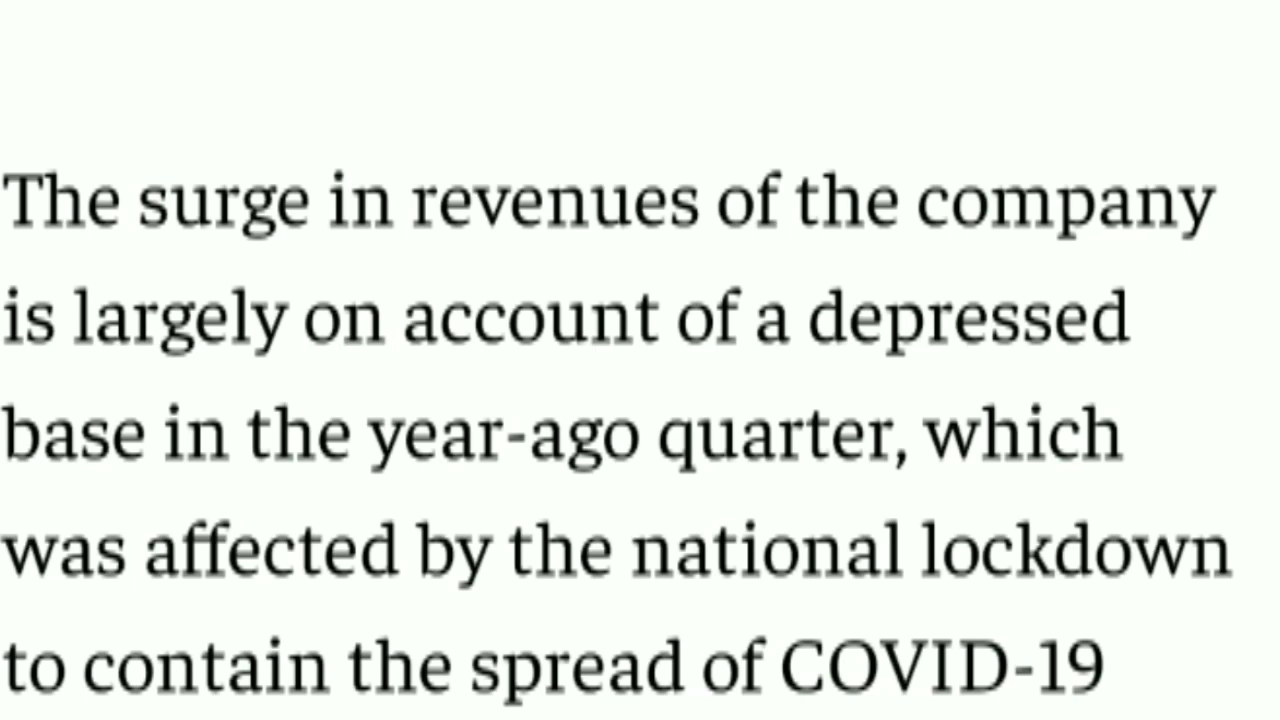 The surge in revenues of the company
is largely on account of a depressed
base in the year-ago quarter, which
was affected by the national lockdown
to contain the spread of COVID-19